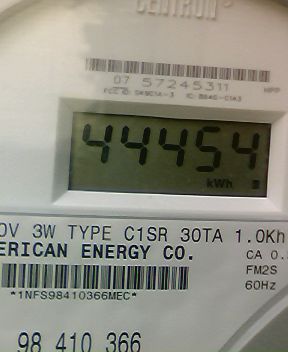 CENTRON®
07 57245311
44454
kWh
0V 3W TYPE C1SR 30TA 1.0Kh
ERICAN ENERGY CO.
CA 0.
FM2S
60Hz
*1NFS98410366MEC*
98 410 366